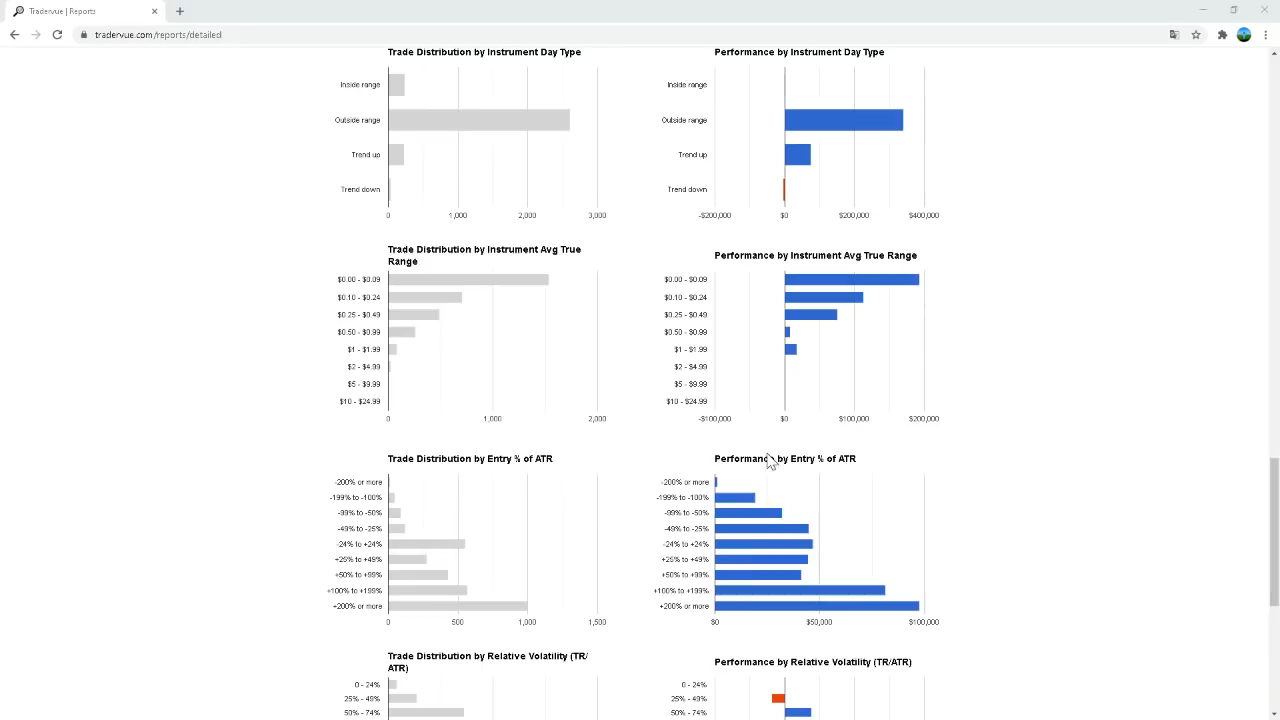 Tradervue | Reports
tradervue.com/reports/detailed
Trade Distribution by Instrument Day Type
Inside range
Outside range
Trend up
Trend down
0 1,000 2,000 3,000
Performance by Instrument Day Type
Inside range
Outside range
Trend up
Trend down
-$200,000 $0 $200,000 $400,000
Trade Distribution by Instrument Avg True
Range
$0.00 - $0.09
$0.10 - $0.24
$0.25 - $0.49
$0.50 - $0.99
$1 - $1.99
$2 - $4.99
$5 - $9.99
$10 - $24.99
0 1,000 2,000
Performance by Instrument Avg True Range
$0.00 - $0.09
$0.10 - $0.24
$0.25 - $0.49
$0.50 - $0.99
$1 - $1.99
$2 - $4.99
$5 - $9.99
$10 - $24.99
-$100,000 $0 $100,000 $200,000
Trade Distribution by Entry % of ATR
-200% or more
-199% to -100%
-99% to -50%
-49% to -25%
-24% to +24%
+25% to +49%
+50% to +99%
+100% to +199%
+200% or more
0 500 1,000 1,500
Performance by Entry % of ATR
-200% or more
-199% to -100%
-99% to -50%
-49% to -25%
-24% to +24%
+25% to +49%
+50% to +99%
+100% to +199%
+200% or more
$0 $50,000 $100,000
Trade Distribution by Relative Volatility (TR/
ATR)
0 - 24%
25% - 49%
50% - 74%
Performance by Relative Volatility (TR/ATR)
0 - 24%
25% - 49%
50% - 74%